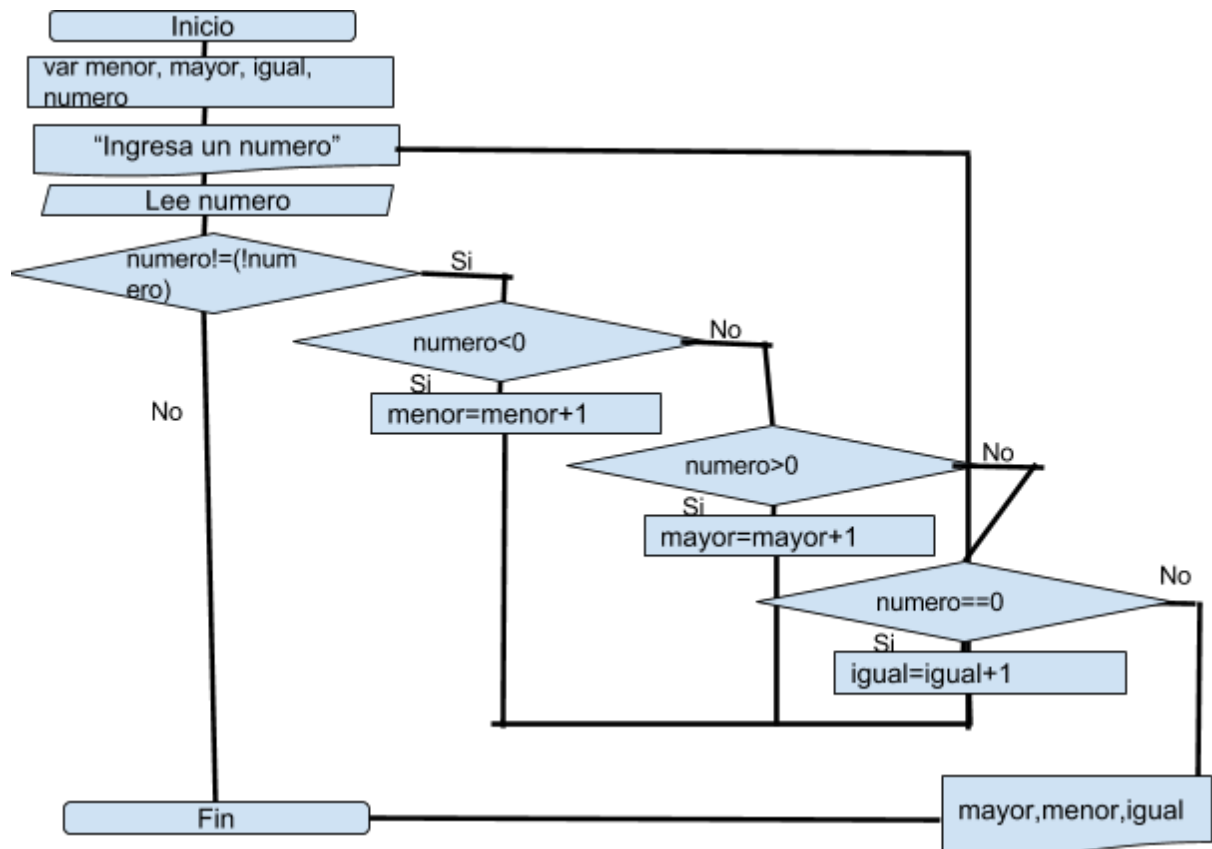 Inicio
var menor, mayor, igual,
numero
“Ingresa un numero”
Lee numero
numero!=(!num
ero)
Si
numero<0
No
Si
menor=menor+1
No
numero>0
No
Si
mayor=mayor+1
numero==0
No
Si
igual=igual+1
mayor,menor,igual
Fin